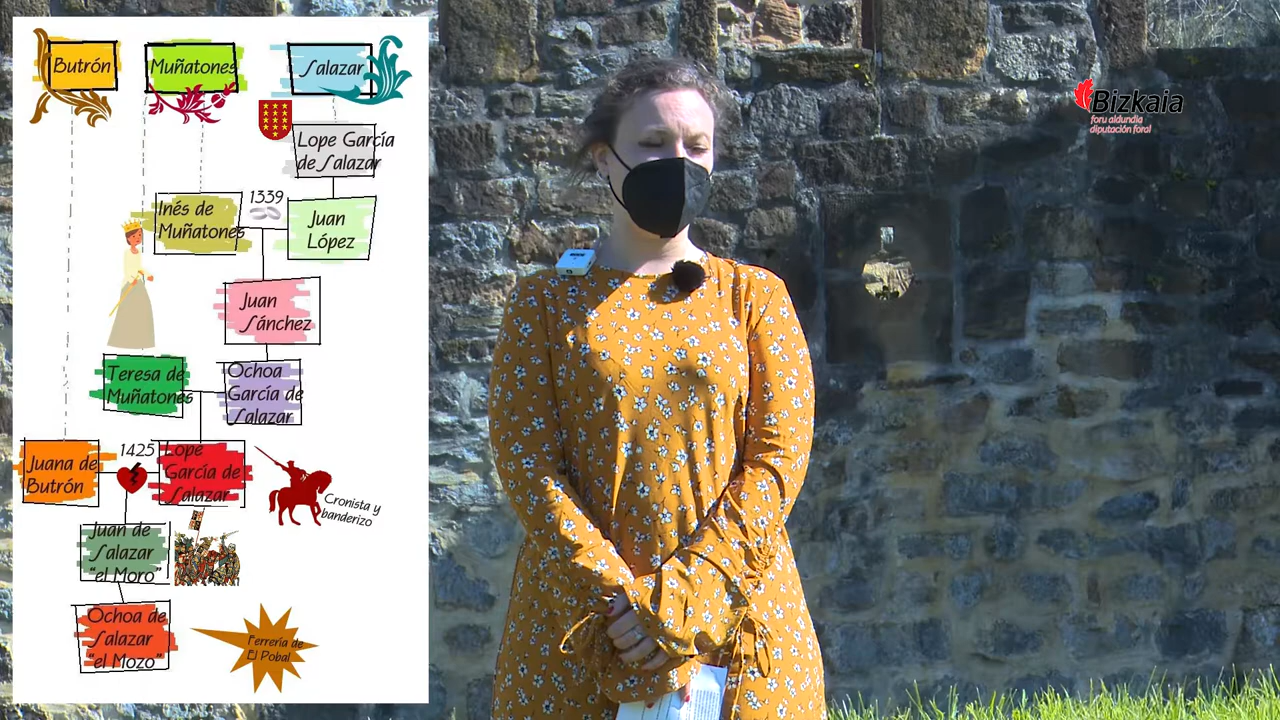 Butrón
Muñatones
Salazar
Lope García
de Salazar
Inés de
Muñatones
1339
Juan
López
Juan
Sánchez
Teresa de
Muñatones
Ochoa
García de
Salazar
Juana de
Butrón
1425
Lope
García de
Salazar
Cronista y
banderizo
Juan de
Salazar
"el Moro"
Ochoa de
Salazar
"el Mozo"
Ferrería de
El Pobal
Bizkaia
foru aldundia
diputación foral